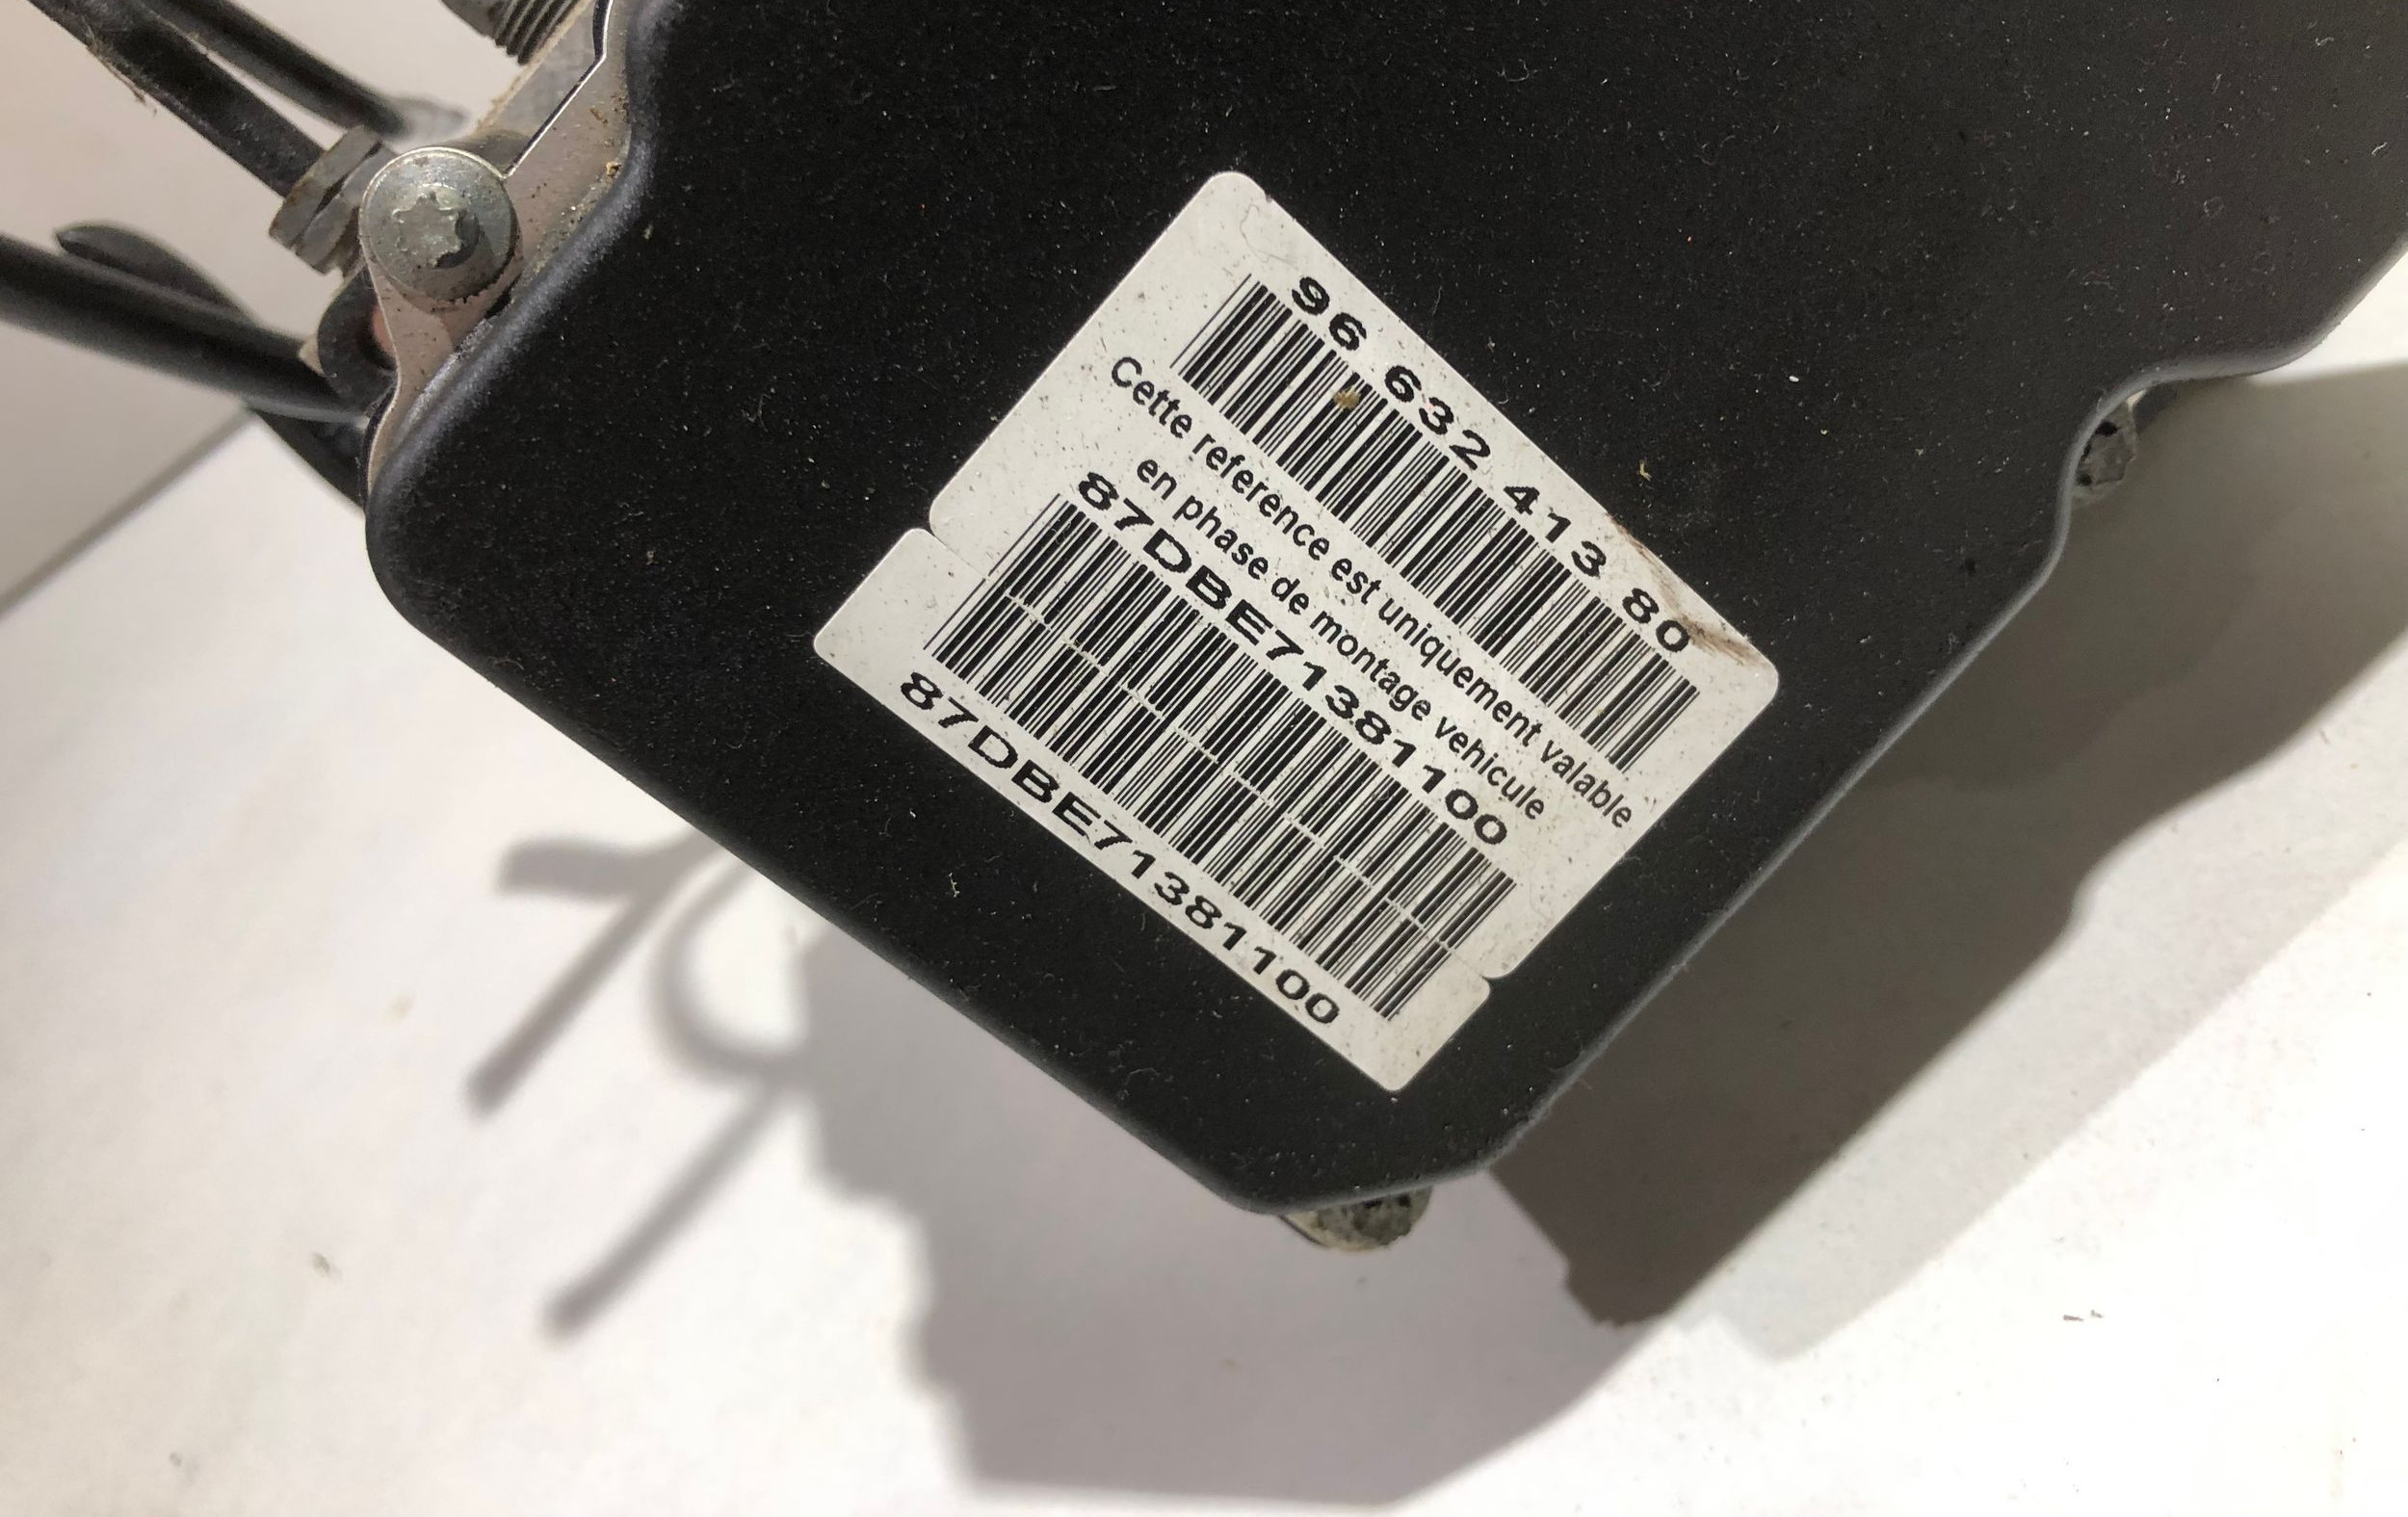 96 632 413 80
Cette reference est uniquement valable
en phase de montage vehicule
87DBE71381100
87DBE71381100